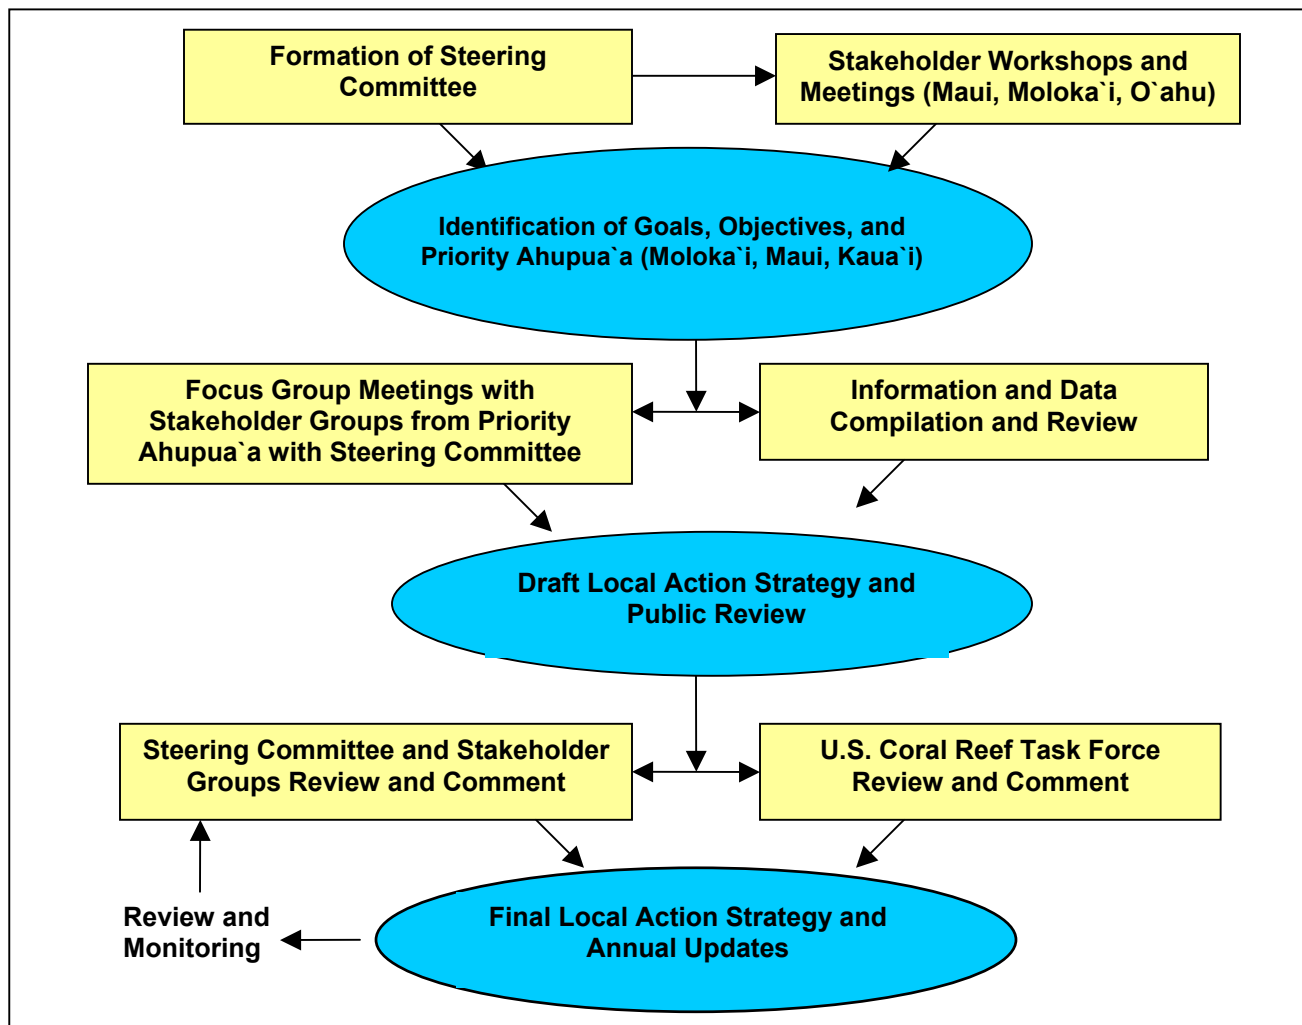 Formation of Steering
Committee
Stakeholder Workshops and
Meetings (Maui, Moloka`i, O`ahu)
Identification of Goals, Objectives, and
Priority Ahupua`a (Moloka`i, Maui, Kaua`i)
Focus Group Meetings with
Stakeholder Groups from Priority
Ahupua`a with Steering Committee
Information and Data
Compilation and Review
Draft Local Action Strategy and
Public Review
Steering Committee and Stakeholder
Groups Review and Comment
U.S. Coral Reef Task Force
Review and Comment
Review and
Monitoring
Final Local Action Strategy and
Annual Updates